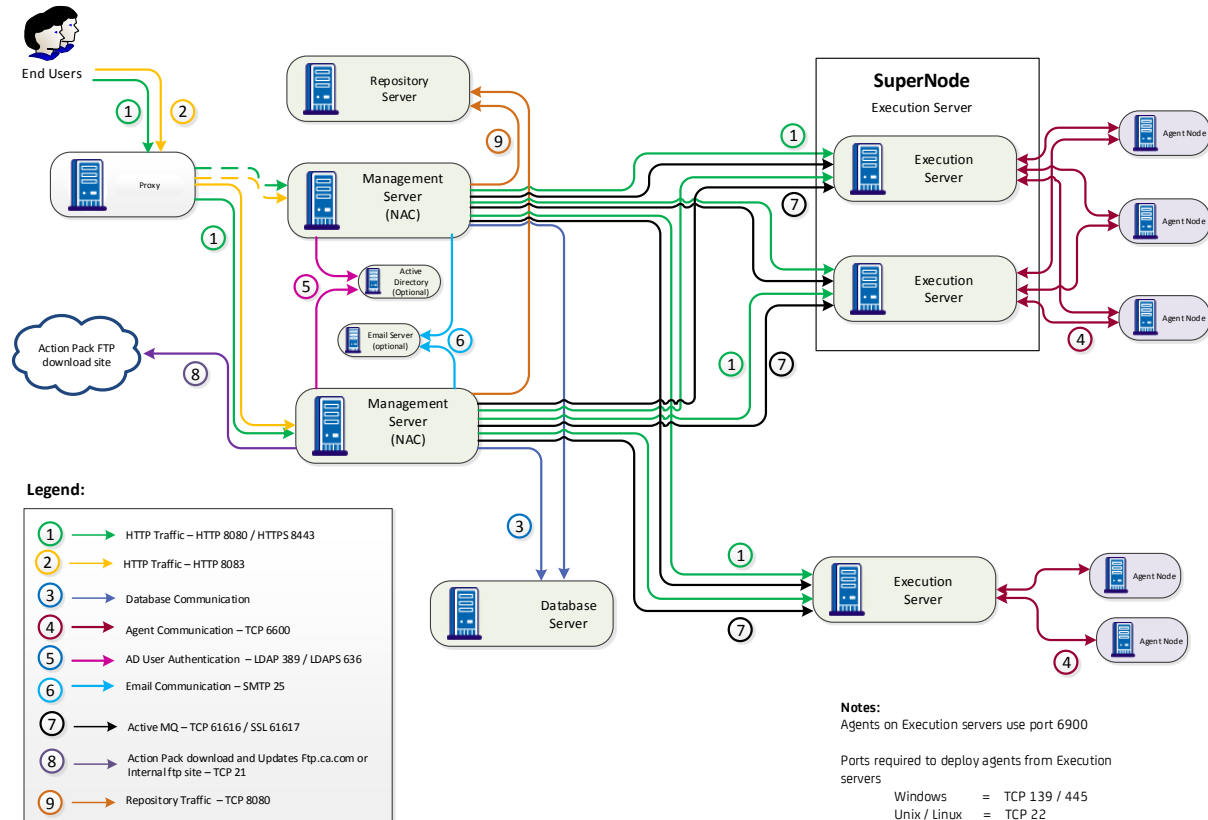 End Users
1
2
Proxy
1
Repository
Server
9
Management
Server
(NAC)
5
Active
Directory
(Optional)
Email Server
(optional)
6
Action Pack FTP
download site
8
Management
Server
(NAC)
SuperNode
Execution Server
1
Execution
Server
7
Execution
Server
1
7
Agent Node
Agent Node
Agent Node
4
3
Database
Server
1
Execution
Server
7
Agent Node
Agent Node
4
Legend:
1 HTTP Traffic – HTTP 8080 / HTTPS 8443
2 HTTP Traffic – HTTP 8083
3 Database Communication
4 Agent Communication – TCP 6600
5 AD User Authentication – LDAP 389 / LDAPS 636
6 Email Communication – SMTP 25
7 Active MQ – TCP 61616 / SSL 61617
8 Action Pack download and Updates Ftp.ca.com or
Internal ftp site – TCP 21
9 Repository Traffic – TCP 8080
Notes:
Agents on Execution servers use port 6900
Ports required to deploy agents from Execution
servers
Windows = TCP 139 / 445
Unix / Linux = TCP 22